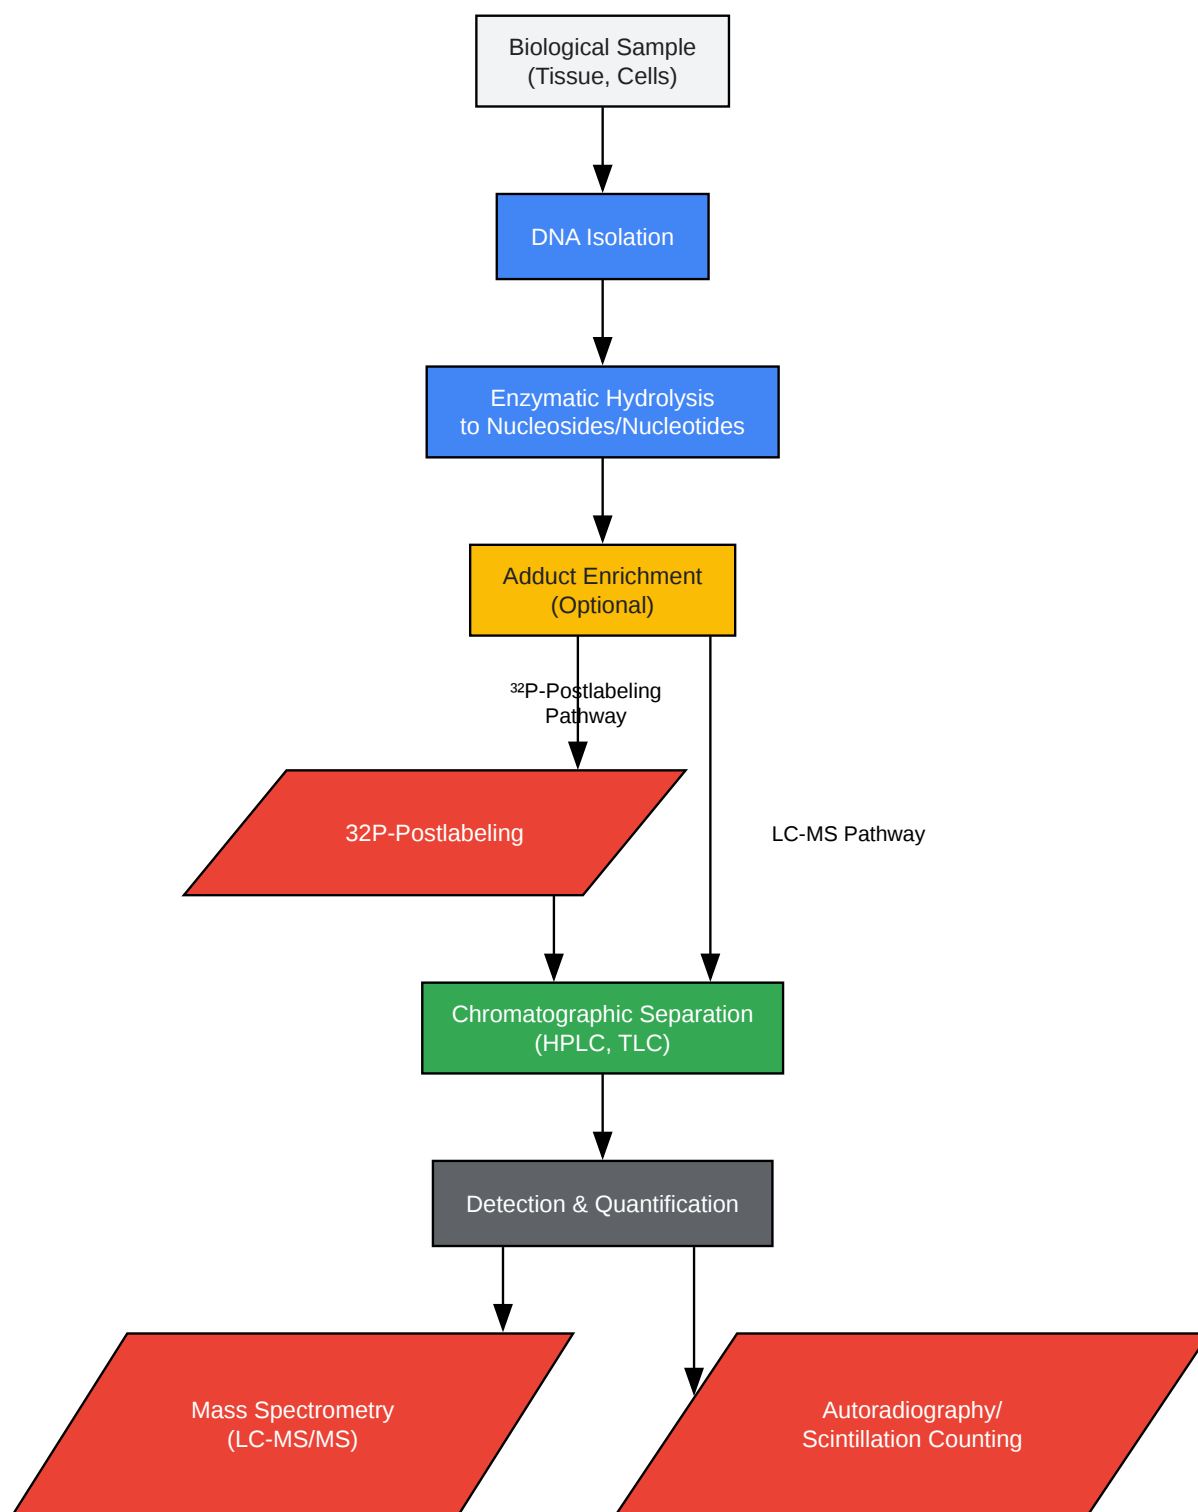 Biological Sample
(Tissue, Cells)
DNA Isolation
Enzymatic Hydrolysis
to Nucleosides/Nucleotides
Adduct Enrichment
(Optional)
³²P-Postlabeling
Pathway
32P-Postlabeling
LC-MS Pathway
Chromatographic Separation
(HPLC, TLC)
Detection & Quantification
Mass Spectrometry
(LC-MS/MS)
Autoradiography/
Scintillation Counting